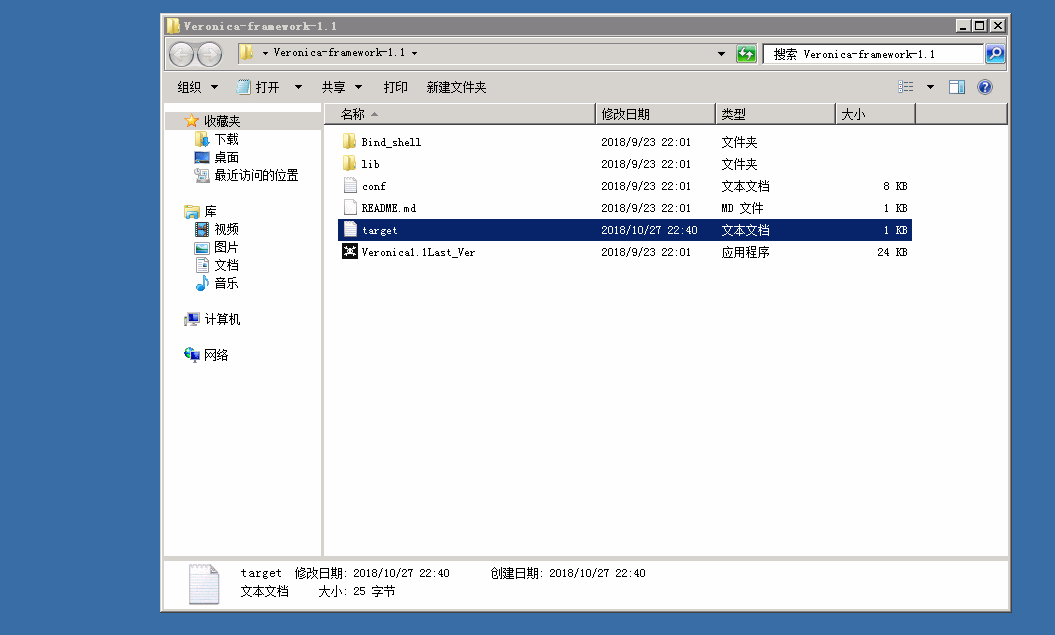 Veronica-framework-1.1
Veronica-framework-1.1
搜索 Veronica-framework-1.1
组织 打开 共享 打印 新建文件夹
收藏夹
下载
桌面
最近访问的位置
库
视频
图片
文档
音乐
计算机
网络
名称 修改日期 类型 大小
Bind_shell 2018/9/23 22:01 文件夹
lib 2018/9/23 22:01 文件夹
conf 2018/9/23 22:01 文本文档 8 KB
README.md 2018/9/23 22:01 MD 文件 1 KB
target 2018/10/27 22:40 文本文档 1 KB
Veronica1.1Last_Ver 2018/9/23 22:01 应用程序 24 KB
target 修改日期: 2018/10/27 22:40 创建日期: 2018/10/27 22:40
文本文档 大小: 25 字节